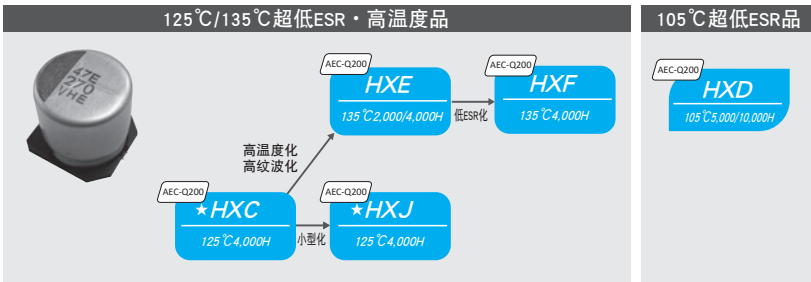 125℃/135℃超低ESR・高温度品
105℃超低ESR品
47E
270
VHE
AEC-Q200
HXE
135℃2,000/4,000H
低ESR化
AEC-Q200
HXF
135℃4,000H
AEC-Q200
HXD
105℃5,000/10,000H
高温度化
高纹波化
AEC-Q200
★HXC
125℃4,000H
小型化
AEC-Q200
★HXJ
125℃4,000H